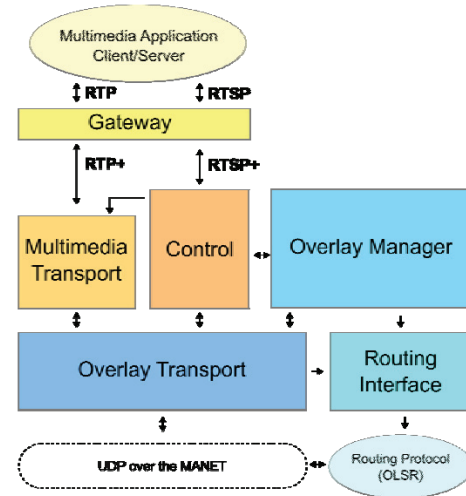 Multimedia Application
Client/Server
RTP
RTSP
Gateway
RTP+
RTSP+
Multimedia
Transport
Control
Overlay Manager
Overlay Transport
Routing
Interface
UDP over the MANET
Routing Protocol
(OLSR)